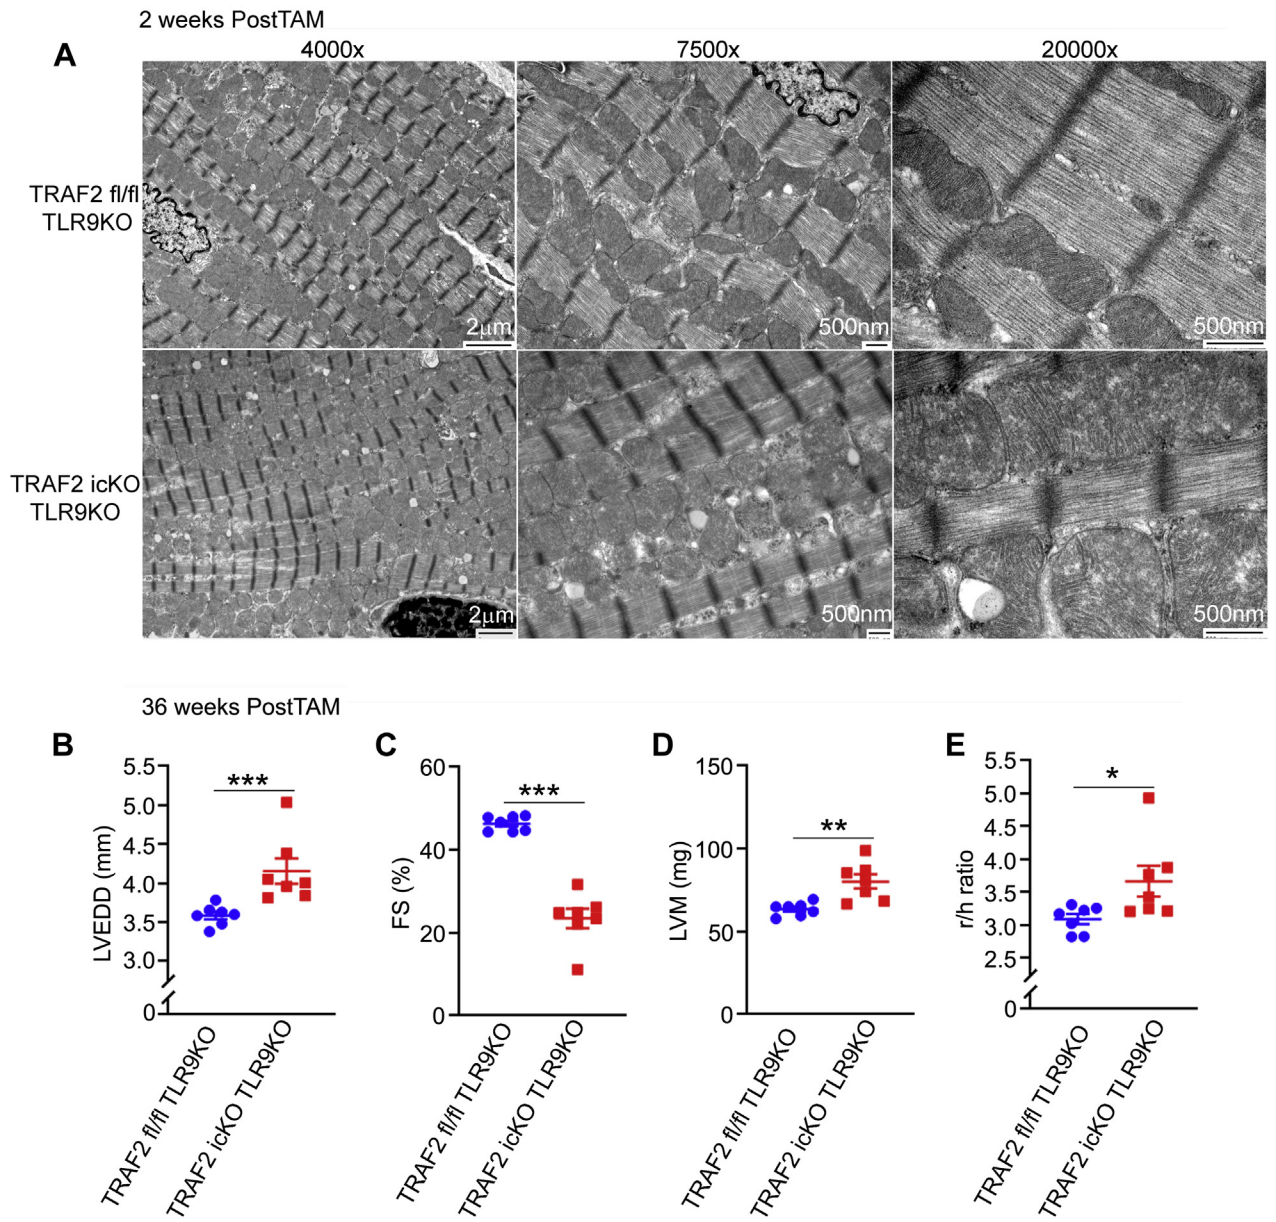 2 weeks PostTAM
A
4000x
7500x
20000x
TRAF2 fl/fl
TLR9KO
2μm
500nm
500nm
TRAF2 icKO
TLR9KO
2μm
500nm
500nm
36 weeks PostTAM
B
LVEDD (mm)
5.5
5.0
4.5
4.0
3.5
3.0
0
***
TRAF2 fl/fl TLR9KO
TRAF2 icKO TLR9KO
C
FS (%)
60
40
20
0
***
TRAF2 fl/fl TLR9KO
TRAF2 icKO TLR9KO
D
LVM (mg)
150
100
50
0
**
TRAF2 fl/fl TLR9KO
TRAF2 icKO TLR9KO
E
r/h ratio
5.5
5.0
4.5
4.0
3.5
3.0
2.5
0
*
TRAF2 fl/fl TLR9KO
TRAF2 icKO TLR9KO